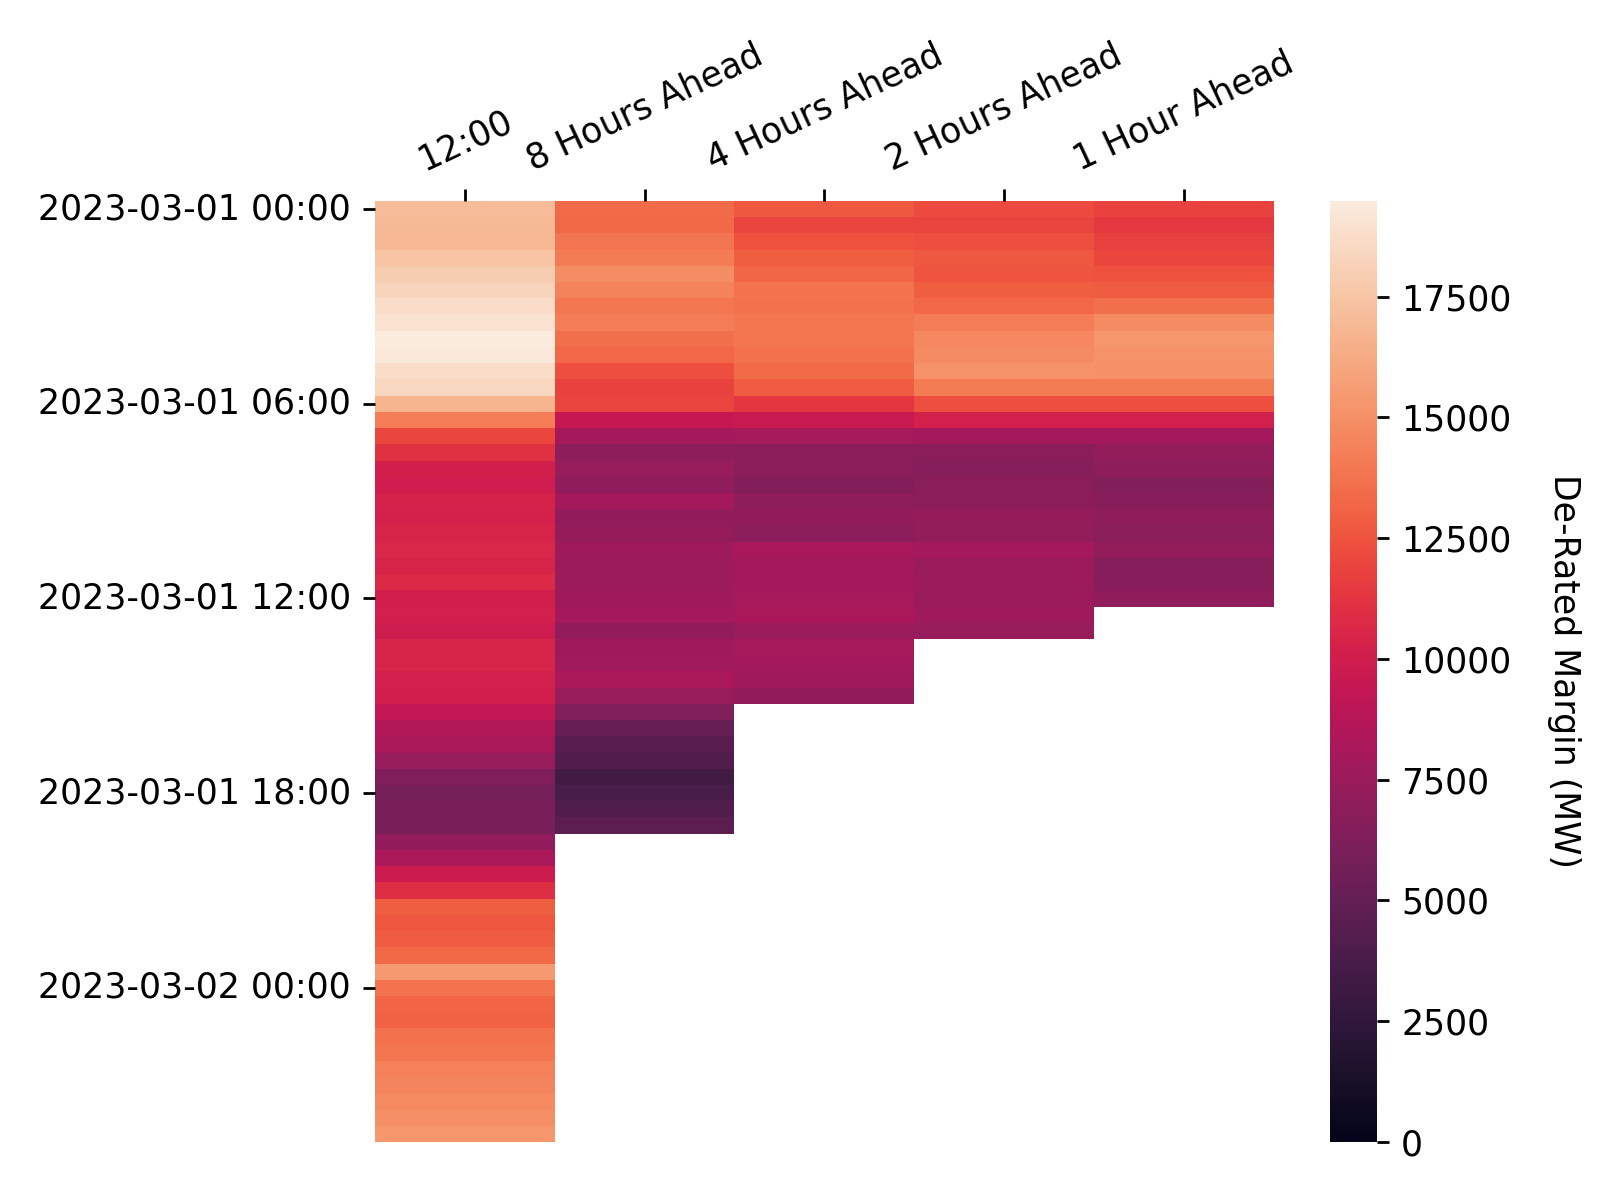 12:00
8 Hours Ahead
4 Hours Ahead
2 Hours Ahead
1 Hour Ahead
2023-03-01 00:00
2023-03-01 06:00
2023-03-01 12:00
2023-03-01 18:00
2023-03-02 00:00
17500
15000
12500
10000
7500
5000
2500
0
De-Rated Margin (MW)